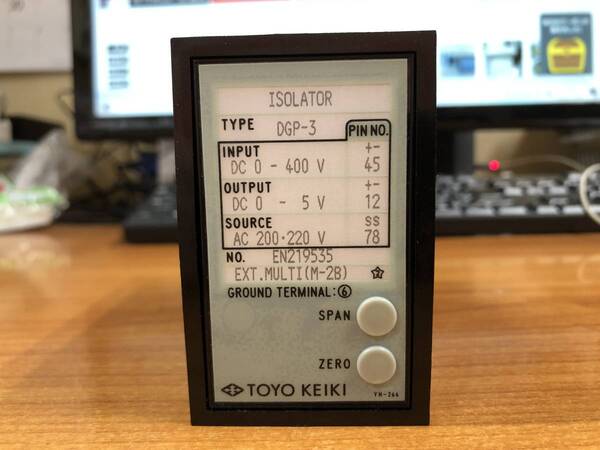 ISOLATOR
TYPE DGP-3 PIN NO.
INPUT +-
DC 0 - 400 V 45
OUTPUT +-
DC 0 - 5 V 12
SOURCE SS
AC 200·220 V 78
NO. EN219535
EXT.MULTI(M-2B)
GROUND TERMINAL:⑥
SPAN
ZERO
TOYO KEIKI
YN-266